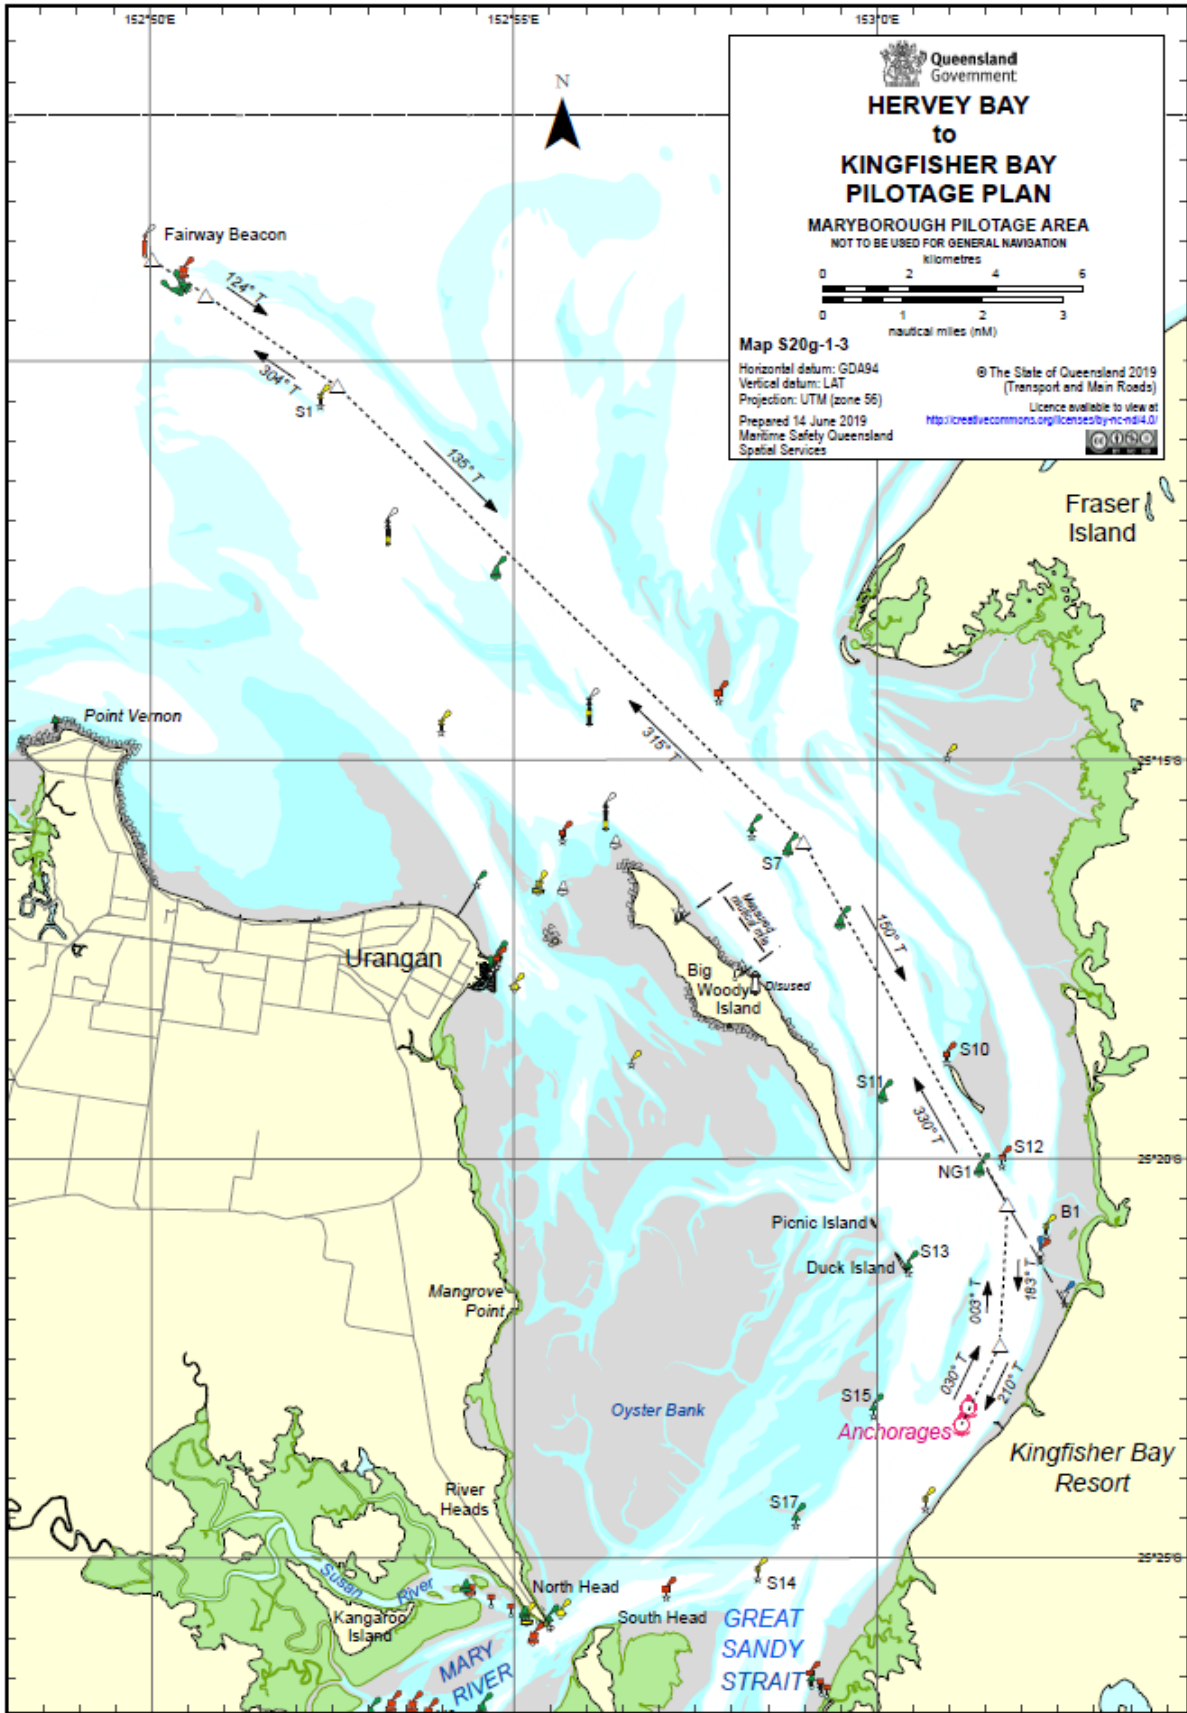 152°50'E
152°55'E
153°0'E
N
Queensland
Government
HERVEY BAY
to
KINGFISHER BAY
PILOTAGE PLAN
MARYBOROUGH PILOTAGE AREA
NOT TO BE USED FOR GENERAL NAVIGATION
kilometres
0 2 4 6
0 1 2 3
nautical miles (nM)
Map S20g-1-3
Horizontal datum: GDA94
Vertical datum: LAT
Projection: UTM (zone 56)
Prepared 14 June 2019
Maritime Safety Queensland
Spatial Services
© The State of Queensland 2019
(Transport and Main Roads)
Licence available to view at
http://creativecommons.org/licenses/by-nc-nd/4.0/
Fairway Beacon
124° T
304° T
S1
135° T
Fraser
Island
Point Vernon
315° T
25°15'S
S7
Measured
nautical mile
150° T
Urangan
Big
Woody
Island
Disused
S10
S11
330° T
S12
NG1
25°20'S
B1
Picnic Island
S13
Duck Island
183° T
003° T
Mangrove
Point
030° T
210° T
S15
Oyster Bank
Anchorages
Kingfisher Bay
Resort
River
Heads
S17
25°25'S
Susan
River
S14
North Head
Kangaroo
Island
South Head
GREAT
SANDY
STRAIT
MARY
RIVER